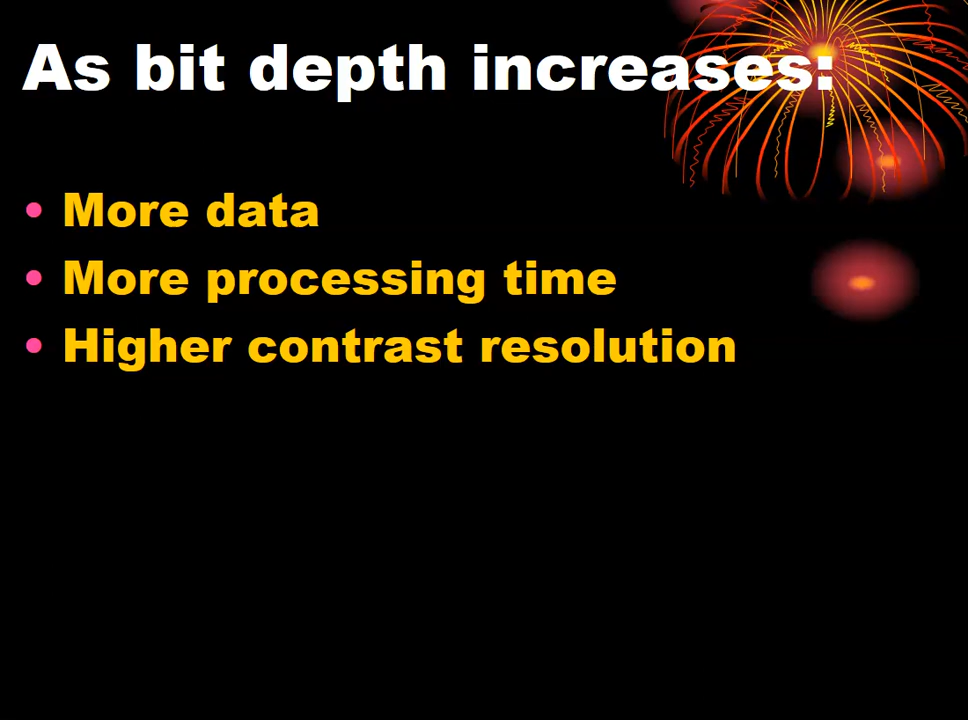 As bit depth increases:
• More data
• More processing time
• Higher contrast resolution